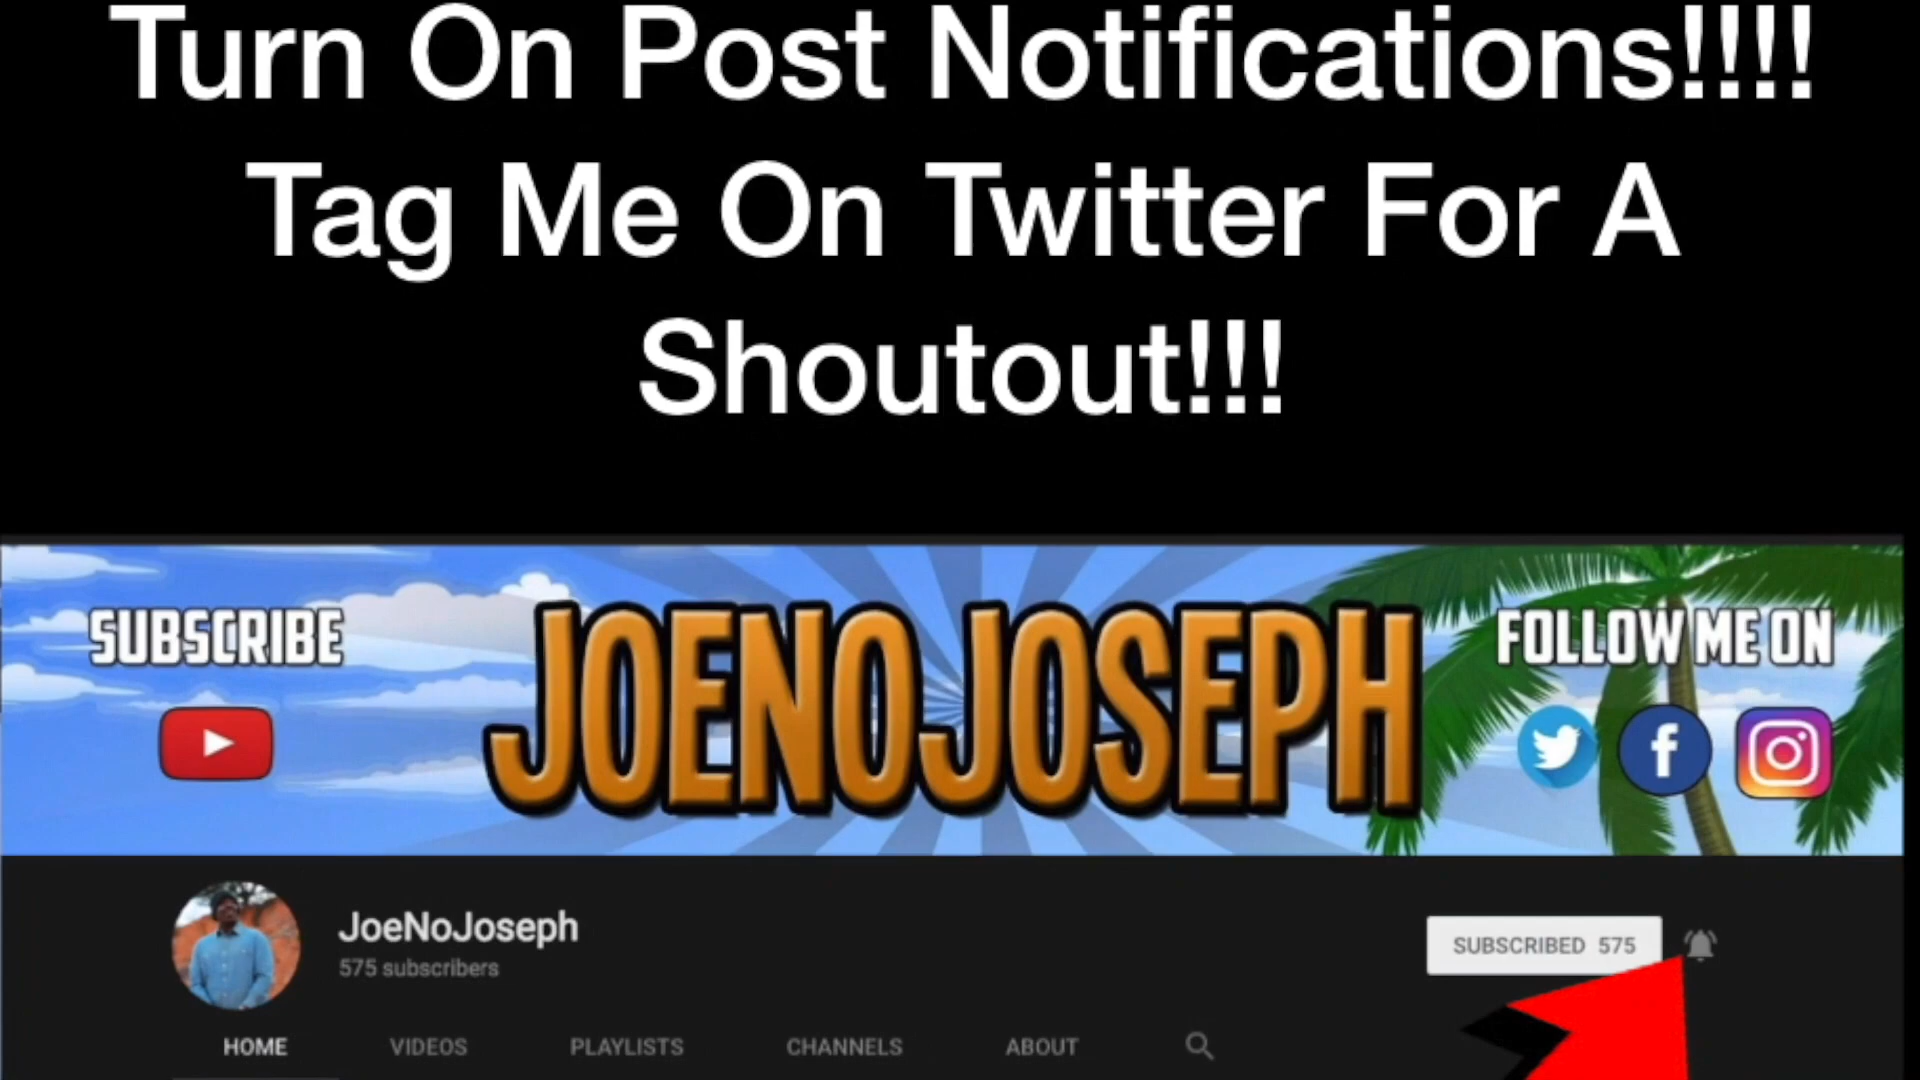 Turn On Post Notifications!!!!
Tag Me On Twitter For A
Shoutout!!!
SUBSCRIBE
JOENOJOSEPH
FOLLOW ME ON
JoeNoJoseph
575 subscribers
SUBSCRIBED 575
HOME VIDEOS PLAYLISTS CHANNELS ABOUT